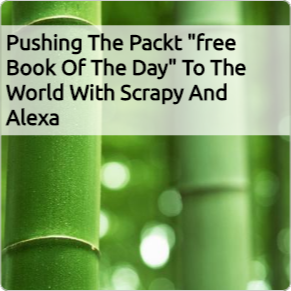 Pushing The Packt "free
Book Of The Day" To The
World With Scrapy And
Alexa